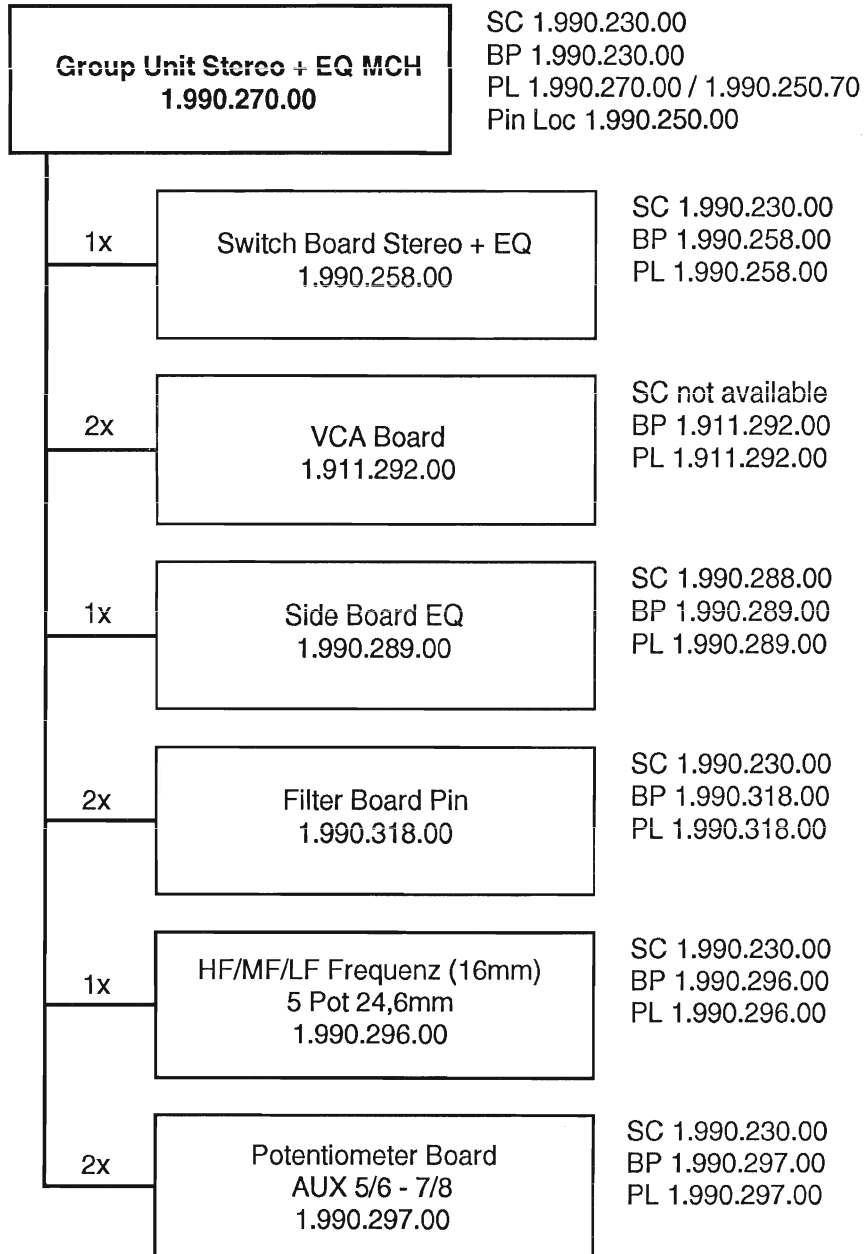 Group Unit Stereo + EQ MCH
1.990.270.00
SC 1.990.230.00
BP 1.990.230.00
PL 1.990.270.00 / 1.990.250.70
Pin Loc 1.990.250.00
1x
Switch Board Stereo + EQ
1.990.258.00
SC 1.990.230.00
BP 1.990.258.00
PL 1.990.258.00
2x
VCA Board
1.911.292.00
SC not available
BP 1.911.292.00
PL 1.911.292.00
1x
Side Board EQ
1.990.289.00
SC 1.990.288.00
BP 1.990.289.00
PL 1.990.289.00
2x
Filter Board Pin
1.990.318.00
SC 1.990.230.00
BP 1.990.318.00
PL 1.990.318.00
1x
HF/MF/LF Frequenz (16mm)
5 Pot 24,6mm
1.990.296.00
SC 1.990.230.00
BP 1.990.296.00
PL 1.990.296.00
2x
Potentiometer Board
AUX 5/6 - 7/8
1.990.297.00
SC 1.990.230.00
BP 1.990.297.00
PL 1.990.297.00